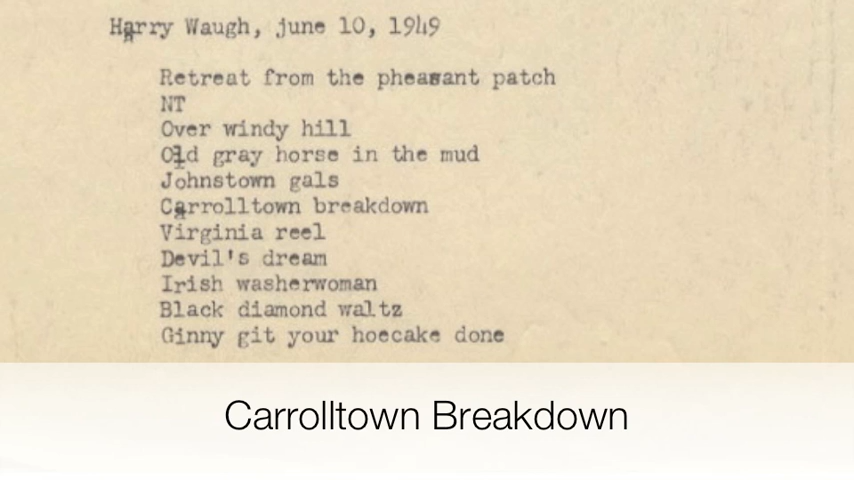 Harry Waugh, june 10, 1949
Retreat from the pheasant patch
NT
Over windy hill
Old gray horse in the mud
Johnstown gals
Carrolltown breakdown
Virginia reel
Devil's dream
Irish washerwoman
Black diamond waltz
Ginny git your hoecake done
Carrolltown Breakdown